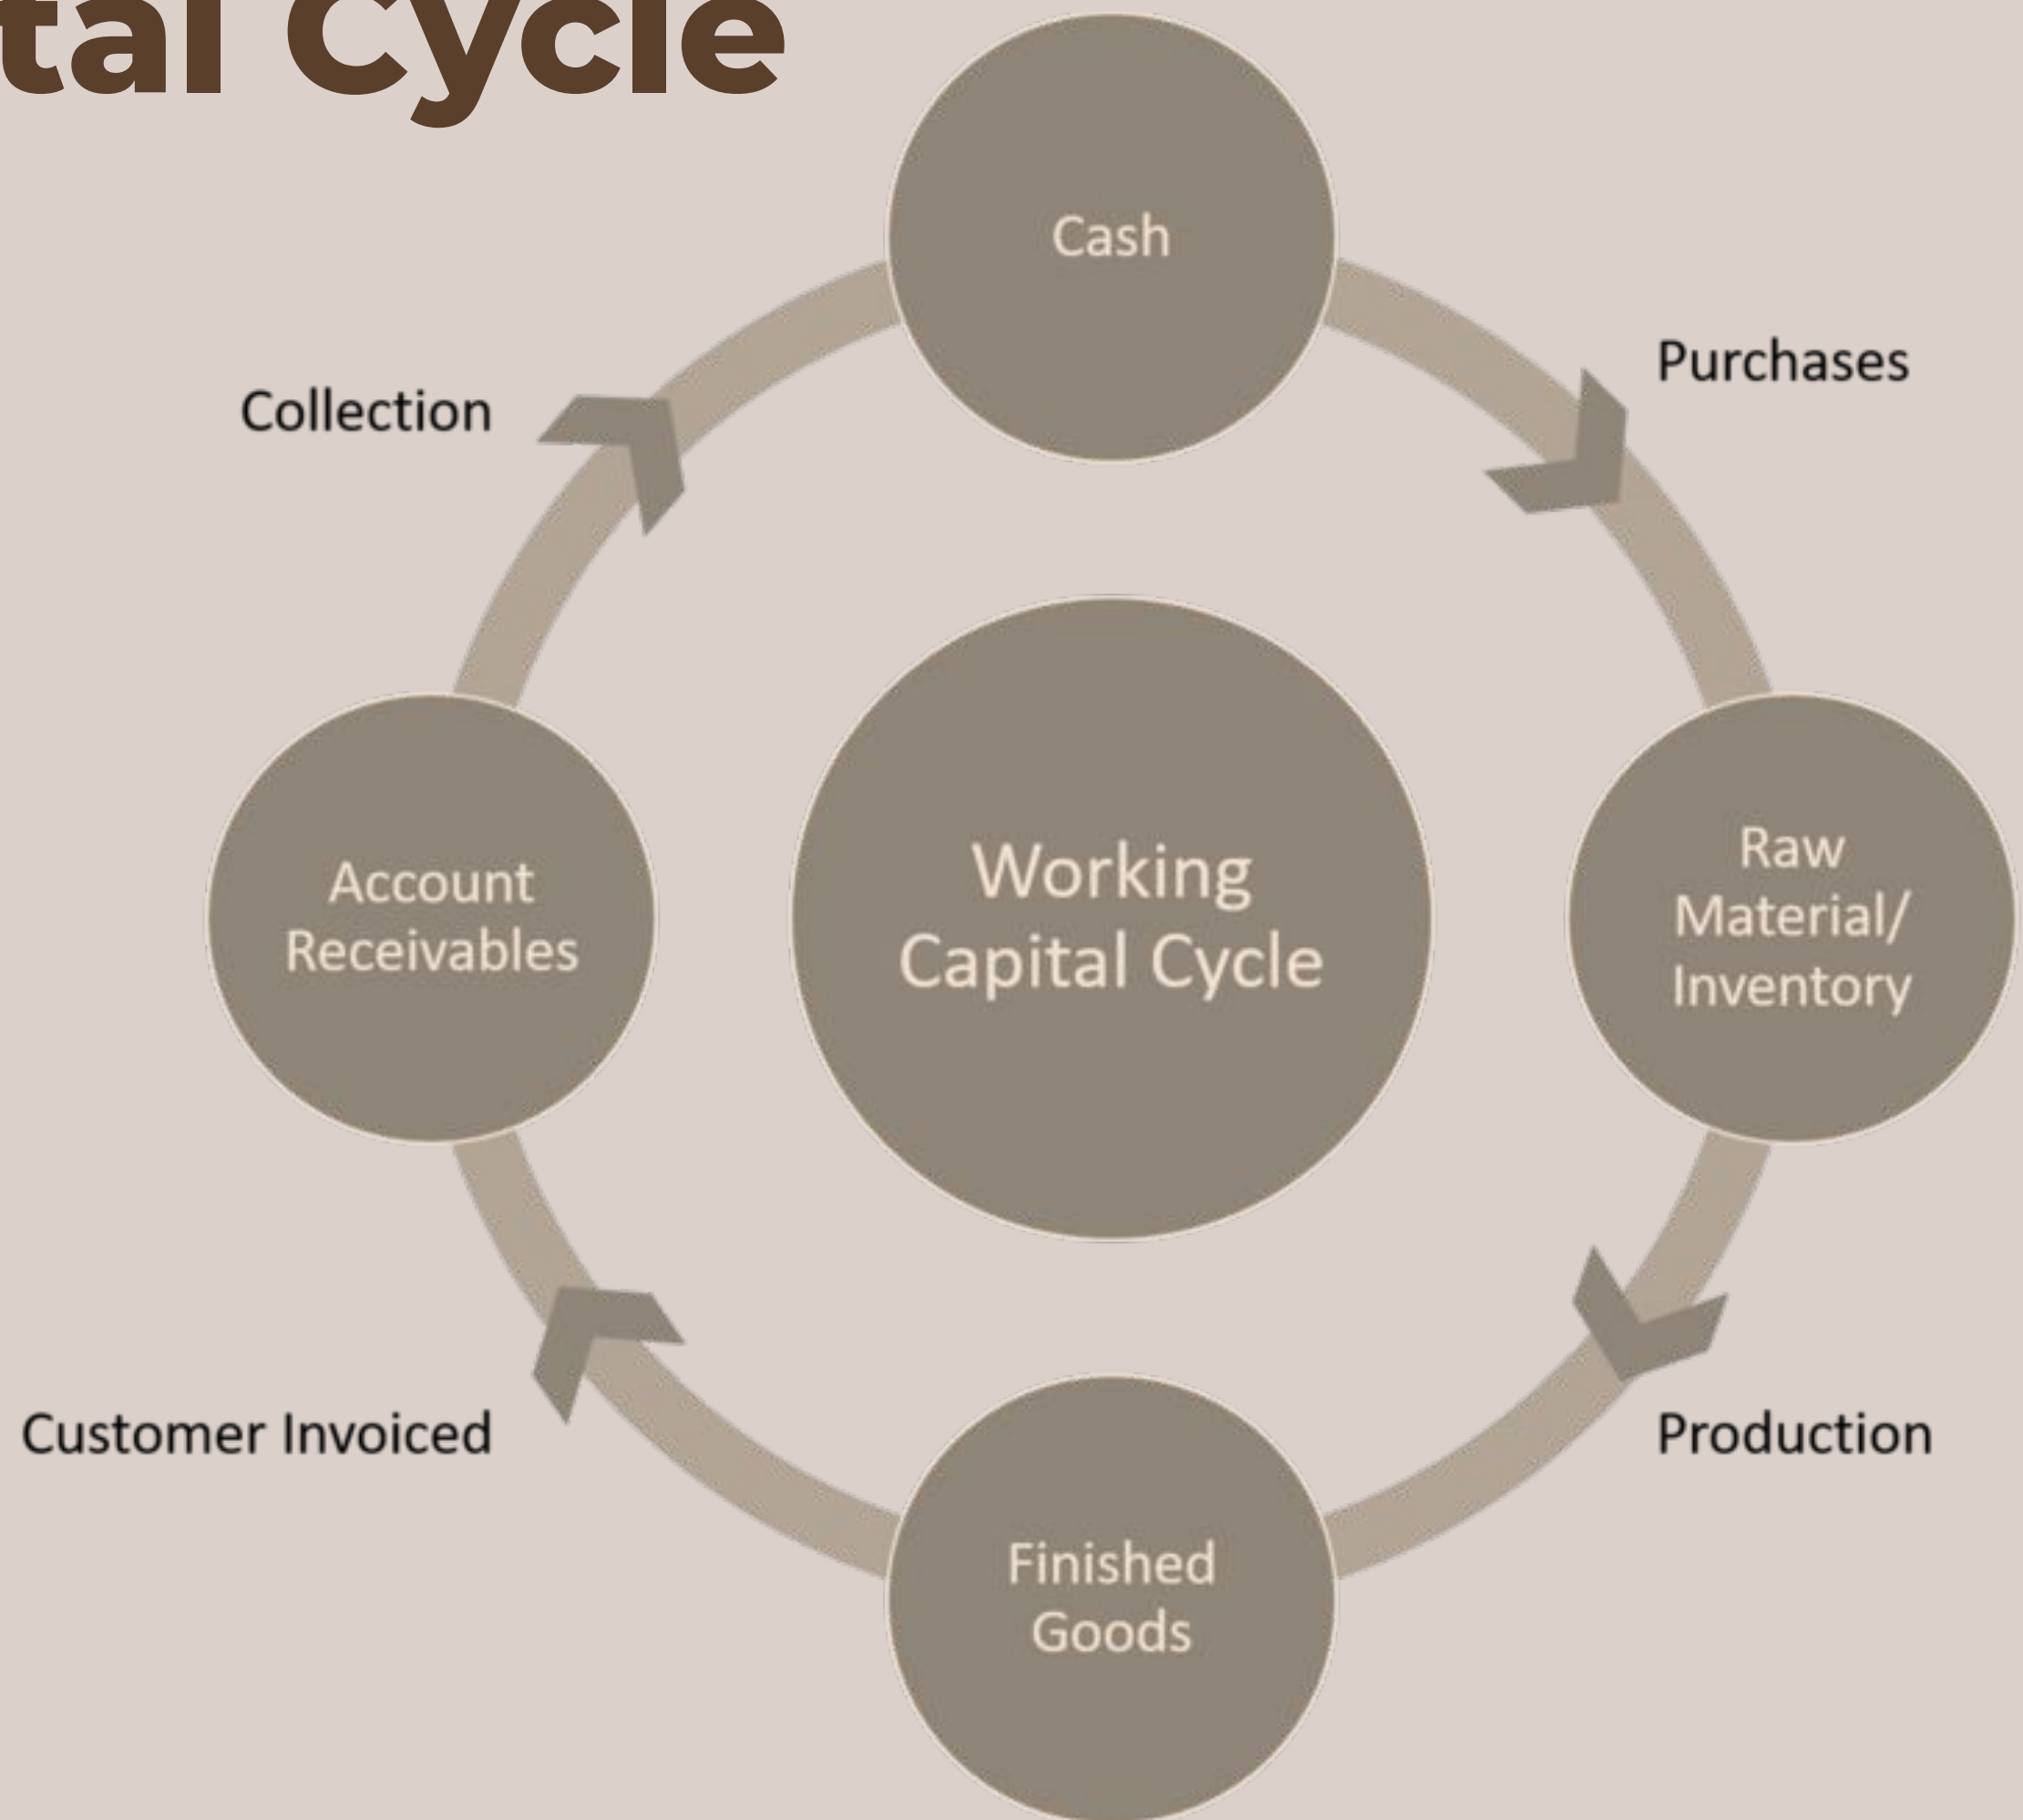 tal Cycle
Cash
Purchases
Collection
Raw
Material/
Inventory
Working
Capital Cycle
Account
Receivables
Customer Invoiced
Production
Finished
Goods